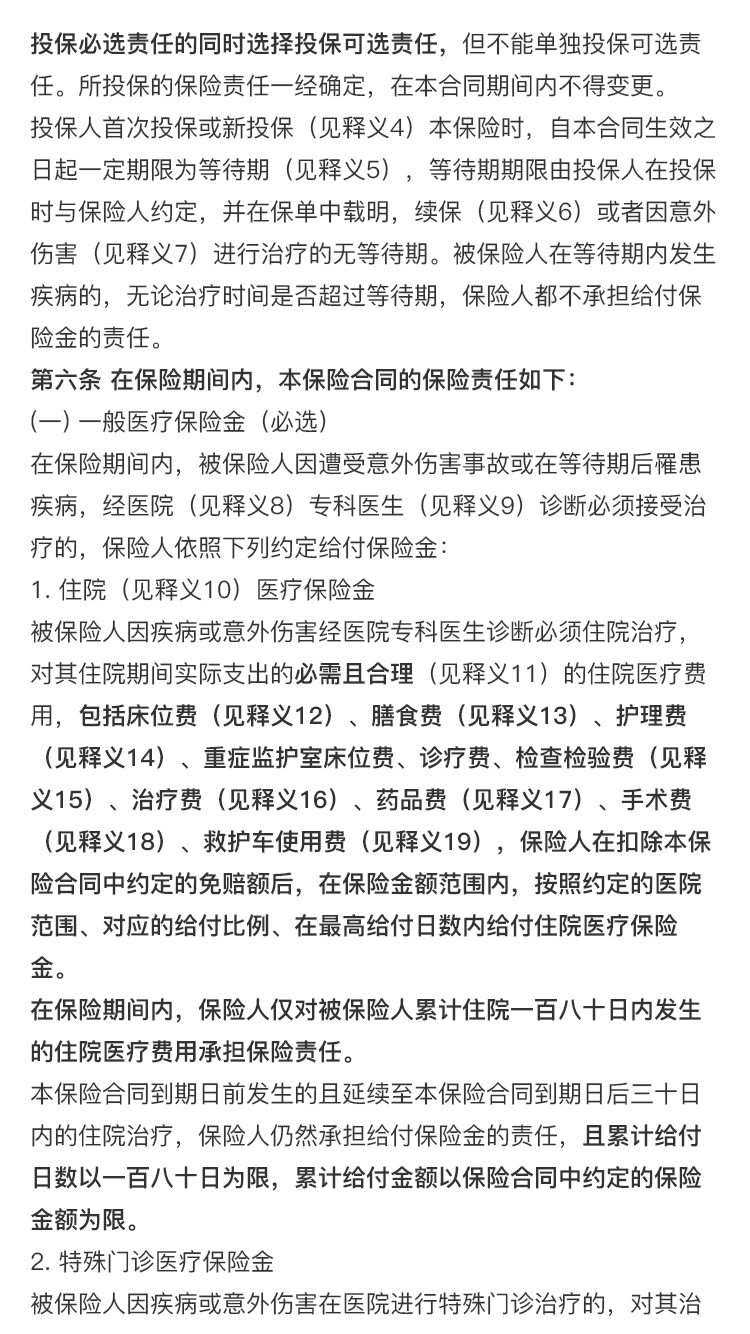 投保必选责任的同时选择投保可选责任，但不能单独投保可选责
任。所投保的保险责任一经确定，在本合同期间内不得变更。
投保人首次投保或新投保（见释义4）本保险时，自本合同生效之
日起一定期限为等待期（见释义5），等待期期限由投保人在投保
时与保险人约定，并在保单中载明，续保（见释义6）或者因意外
伤害（见释义7）进行治疗的无等待期。被保险人在等待期内发生
疾病的，无论治疗时间是否超过等待期，保险人都不承担给付保
险金的责任。
第六条 在保险期间内，本保险合同的保险责任如下：
(一) 一般医疗保险金（必选）
在保险期间内，被保险人因遭受意外伤害事故或在等待期后罹患
疾病，经医院（见释义8）专科医生（见释义9）诊断必须接受治
疗的，保险人依照下列约定给付保险金：
1. 住院（见释义10）医疗保险金
被保险人因疾病或意外伤害经医院专科医生诊断必须住院治疗，
对其住院期间实际支出的必需且合理（见释义11）的住院医疗费
用，包括床位费（见释义12）、膳食费（见释义13）、护理费
（见释义14）、重症监护室床位费、诊疗费、检查检验费（见释
义15）、治疗费（见释义16）、药品费（见释义17）、手术费
（见释义18）、救护车使用费（见释义19），保险人在扣除本保
险合同中约定的免赔额后，在保险金额范围内，按照约定的医院
范围、对应的给付比例、在最高给付日数内给付住院医疗保险
金。
在保险期间内，保险人仅对被保险人累计住院一百八十日内发生
的住院医疗费用承担保险责任。
本保险合同到期日前发生的且延续至本保险合同到期日后三十日
内的住院治疗，保险人仍然承担给付保险金的责任，且累计给付
日数以一百八十日为限，累计给付金额以保险合同中约定的保险
金额为限。
2. 特殊门诊医疗保险金
被保险人因疾病或意外伤害在医院进行特殊门诊治疗的，对其治